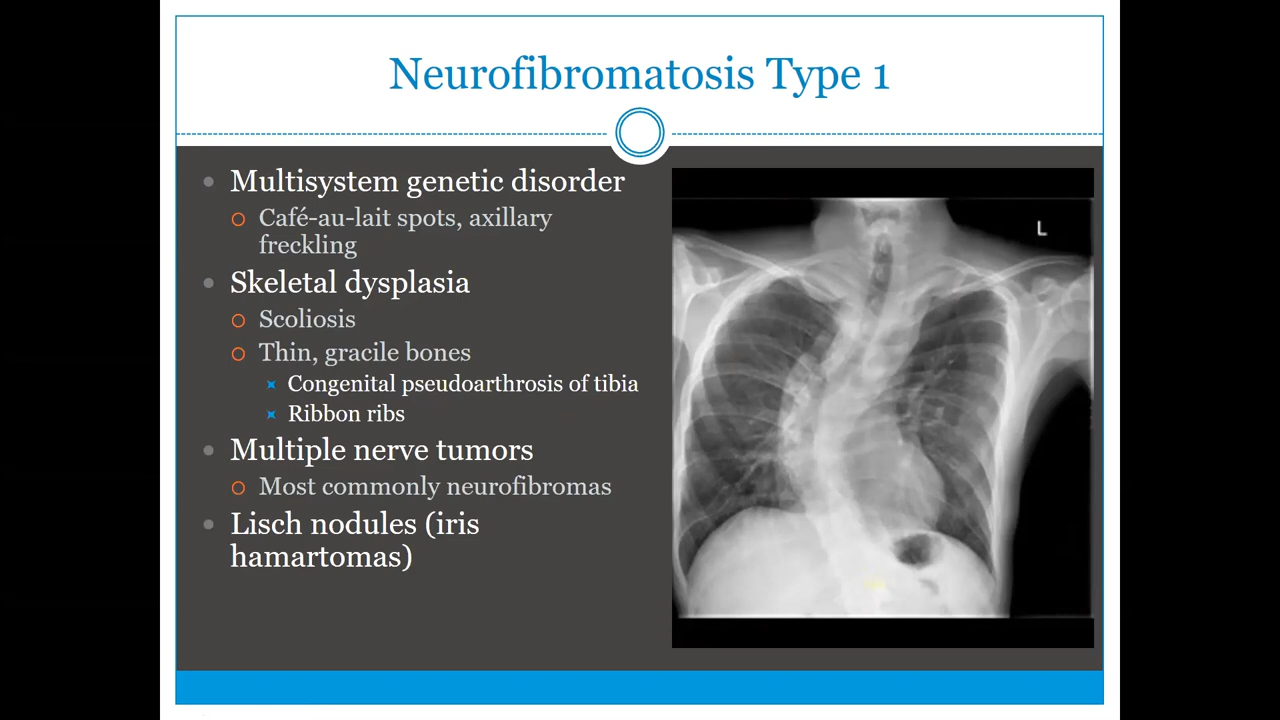 Neurofibromatosis Type 1
Multisystem genetic disorder
Café-au-lait spots, axillary
freckling
Skeletal dysplasia
Scoliosis
Thin, gracile bones
Congenital pseudoarthrosis of tibia
Ribbon ribs
Multiple nerve tumors
Most commonly neurofibromas
Lisch nodules (iris
hamartomas)
L